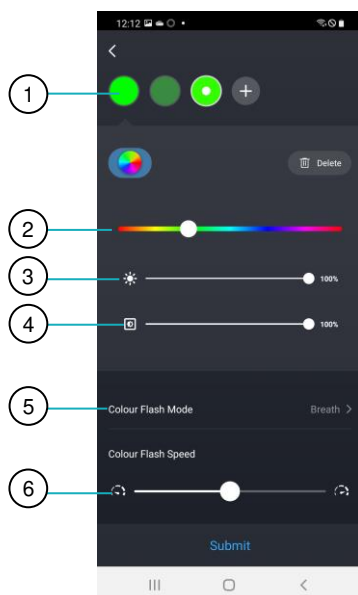 12:12
1
+
Delete
2
3
100%
4
100%
5
Colour Flash Mode
Breath >
Colour Flash Speed
6
Submit